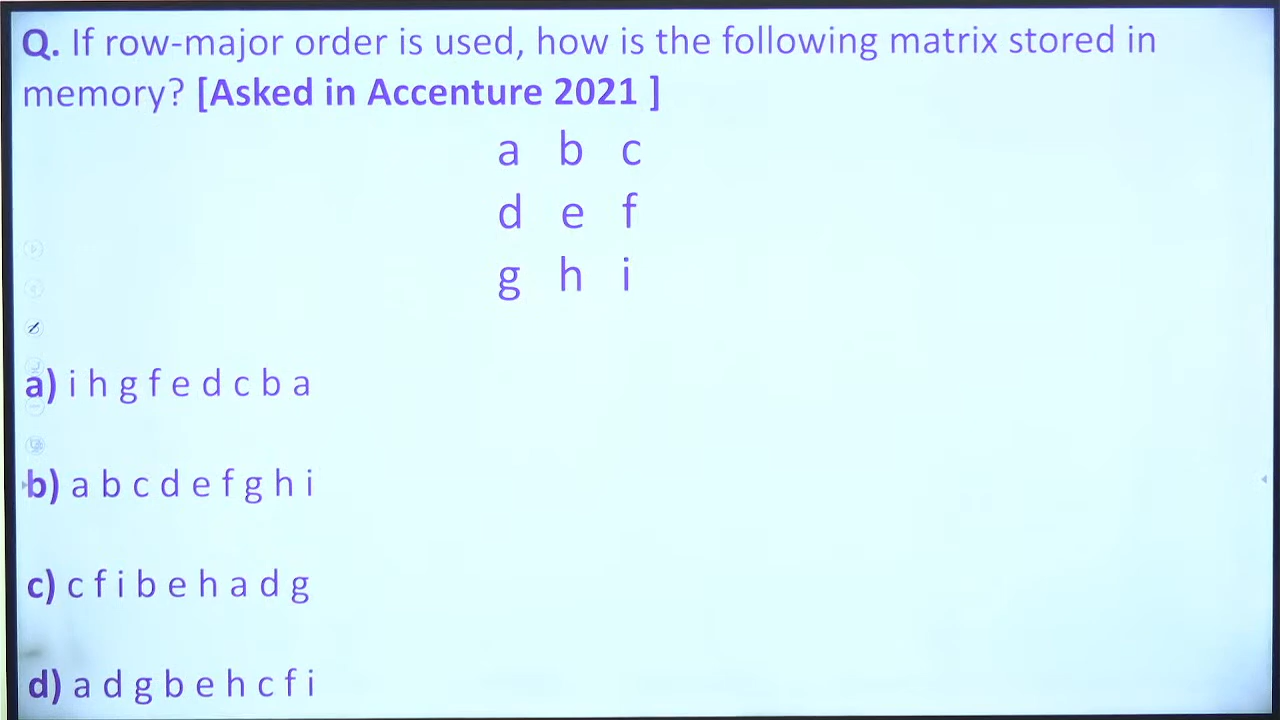 Q. If row-major order is used, how is the following matrix stored in
memory? [Asked in Accenture 2021 ]
a b c
d e f
g h i
a) i h g f e d c b a
b) a b c d e f g h i
c) c f i b e h a d g
d) a d g b e h c f i